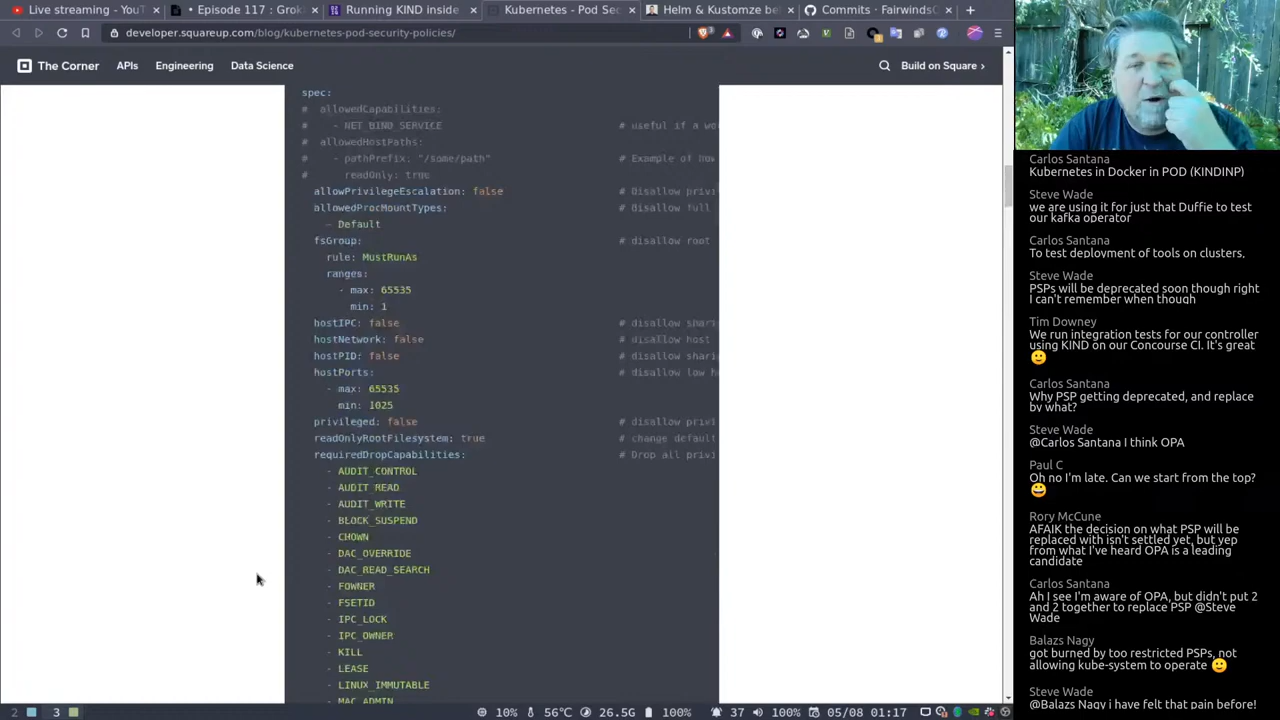 Live streaming - YouTu
• Episode 117 : Grok
Running KIND inside
Kubernetes - Pod Sec
Helm & Kustomze be
Commits · FairwindsC
developer.squareup.com/blog/kubernetes-pod-security-policies/
The Corner
APIs
Engineering
Data Science
Build on Square
spec:
# allowedCapabilities:
# - NET_BIND_SERVICE # useful if a wo
# allowedHostPaths:
# - pathPrefix: "/some/path" # Example of how
# readOnly: true
allowPrivilegeEscalation: false # Disallow priv
allowedProcMountTypes: # Disallow full
- Default
fsGroup: # disallow root
rule: MustRunAs
ranges:
- max: 65535
min: 1
hostIPC: false # disallow shar
hostNetwork: false # disallow host
hostPID: false # disallow shari
hostPorts: # disallow low h
- max: 65535
min: 1025
privileged: false # disallow privi
readOnlyRootFilesystem: true # change default
requiredDropCapabilities: # Drop all privi
- AUDIT_CONTROL
- AUDIT_READ
- AUDIT_WRITE
- BLOCK_SUSPEND
- CHOWN
- DAC_OVERRIDE
- DAC_READ_SEARCH
- FOWNER
- FSETID
- IPC_LOCK
- IPC_OWNER
- KILL
- LEASE
- LINUX_IMMUTABLE
- MAC_ADMIN
Carlos Santana
Kubernetes in Docker in POD (KINDINP)
Steve Wade
we are using it for just that Duffie to test
our kafka operator
Carlos Santana
To test deployment of tools on clusters,
Steve Wade
PSPs will be deprecated soon though right
I can't remember when though
Tim Downey
We run integration tests for our controller
using KIND on our Concourse CI. It's great
🙂
Carlos Santana
Why PSP getting deprecated, and replace
by what?
Steve Wade
@Carlos Santana I think OPA
Paul C
Oh no I'm late. Can we start from the top?
😀
Rory McCune
AFAIK the decision on what PSP will be
replaced with isn't settled yet, but yep
from what I've heard OPA is a leading
candidate
Carlos Santana
Ah I see I'm aware of OPA, but didn't put 2
and 2 together to replace PSP @Steve
Wade
Balazs Nagy
got burned by too restricted PSPs, not
allowing kube-system to operate 🙂
Steve Wade
@Balazs Nagy i have felt that pain before!
2 3
10% 56°C 26.5G 100% 37 100% 05/08 01:17